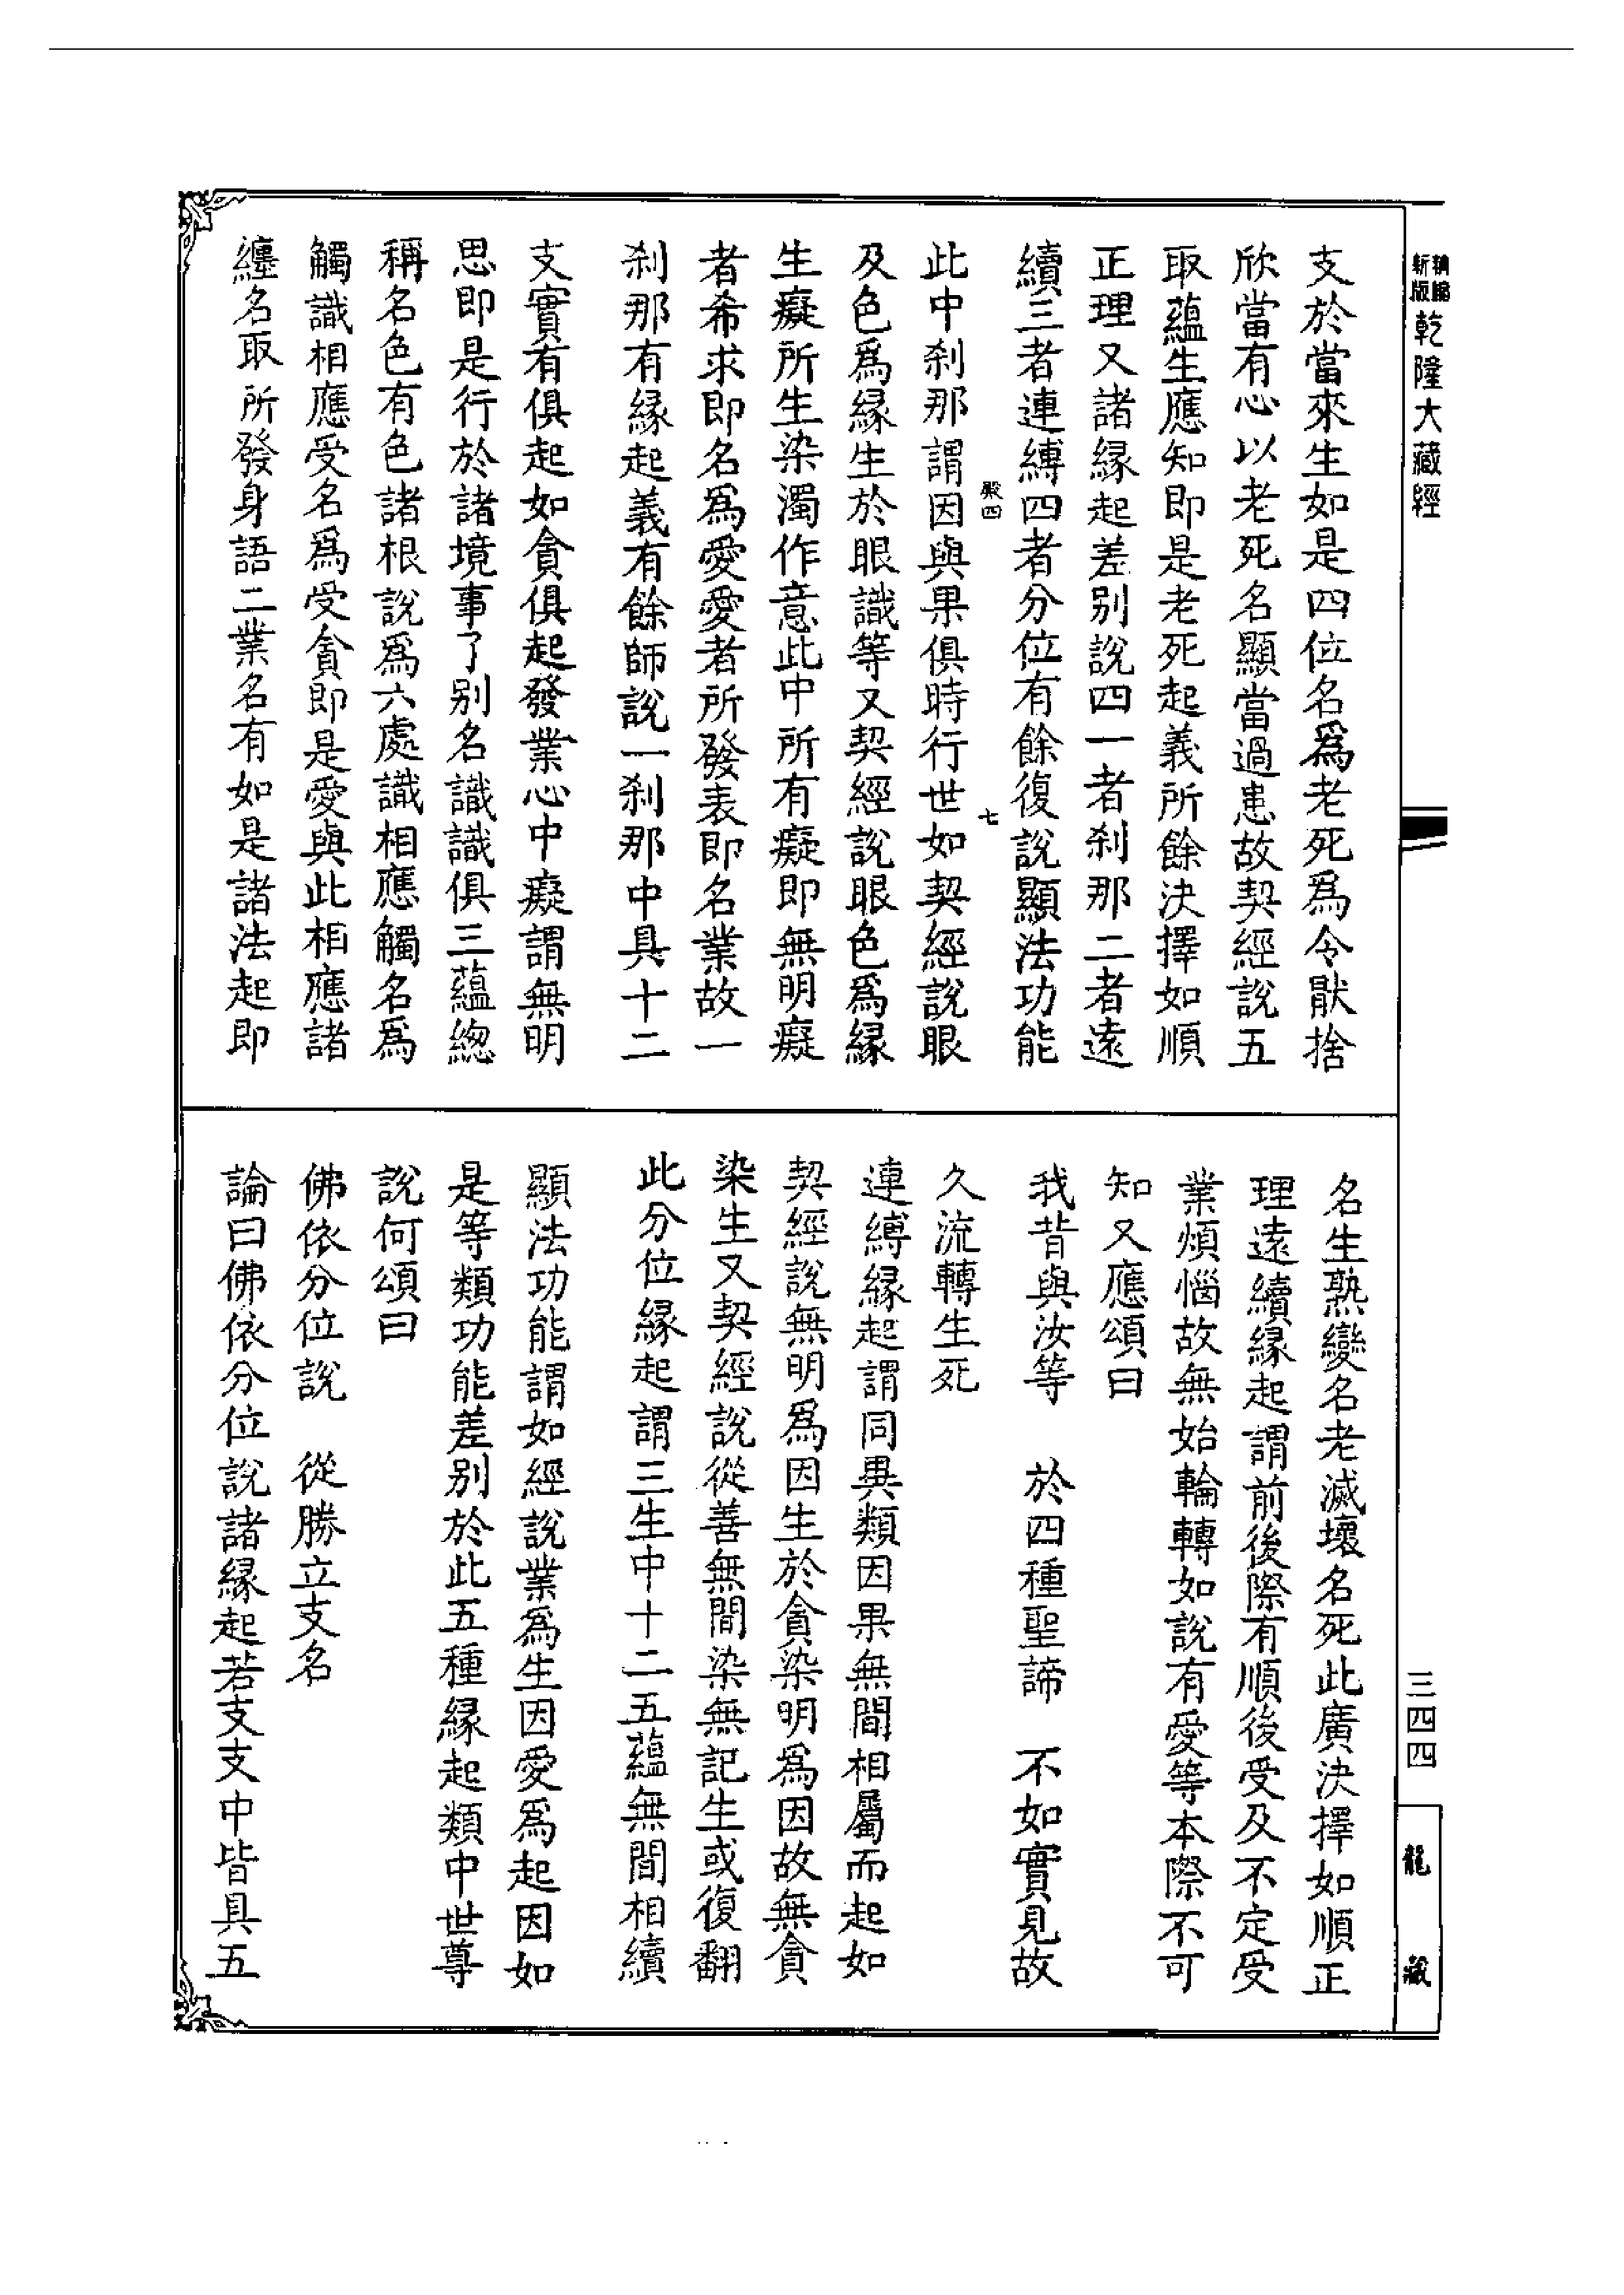 精縮新版乾隆大藏經
支於當來生如是四位名爲老死爲令猒捨
欣當有心以老死名顯當過患故契經說五
取蘊生應知即是老死起義所餘決擇如順
正理又諸緣起差别說四一者刹那二者遠
續三者連縛四者分位有餘復說顯法功能
殿四 七
此中刹那謂因與果俱時行世如契經說眼
及色爲緣生於眼識等又契經說眼色爲緣
生癡所生染濁作意此中所有癡即無明癡
者希求即名爲愛愛者所發表即名業故一
刹那有緣起義有餘師說一刹那中具十二
支實有俱起如貪俱起發業心中癡謂無明
思即是行於諸境事了别名識識俱三蘊緫
稱名色有色諸根說爲六處識相應觸名爲
觸識相應受名爲受貪即是愛與此相應諸
纏名取所發身語二業名有如是諸法起即
名生熟變名老滅壞名死此廣決擇如順正
理遠續緣起謂前後際有順後受及不定受
業煩惱故無始輪轉如說有愛等本際不可
知又應頌曰
我昔與汝等 於四種聖諦 不如實見故
久流轉生死
連縛緣起謂同異類因果無間相屬而起如
契經說無明爲因生於貪染明爲因故無貪
染生又契經說從善無間染無記生或復翻
此分位緣起謂三生中十二五蘊無間相續
顯法功能謂如經說業爲生因愛爲起因如
是等類功能差别於此五種緣起類中世尊
說何頌曰
佛依分位說 從勝立支名
論曰佛依分位說諸緣起若支支中皆具五
三四四
龍藏